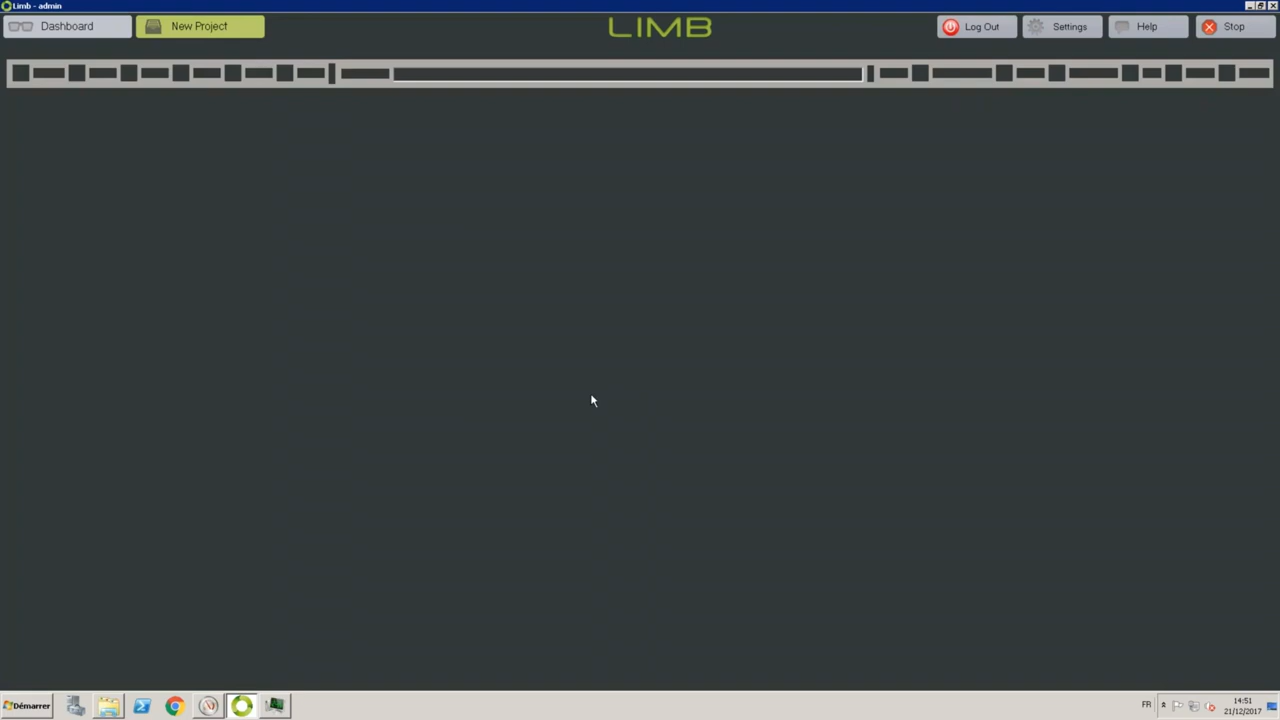 Limb - admin
Dashboard
New Project
LIMB
Log Out
Settings
Help
Stop
Démarrer
FR
14:51
21/12/2017